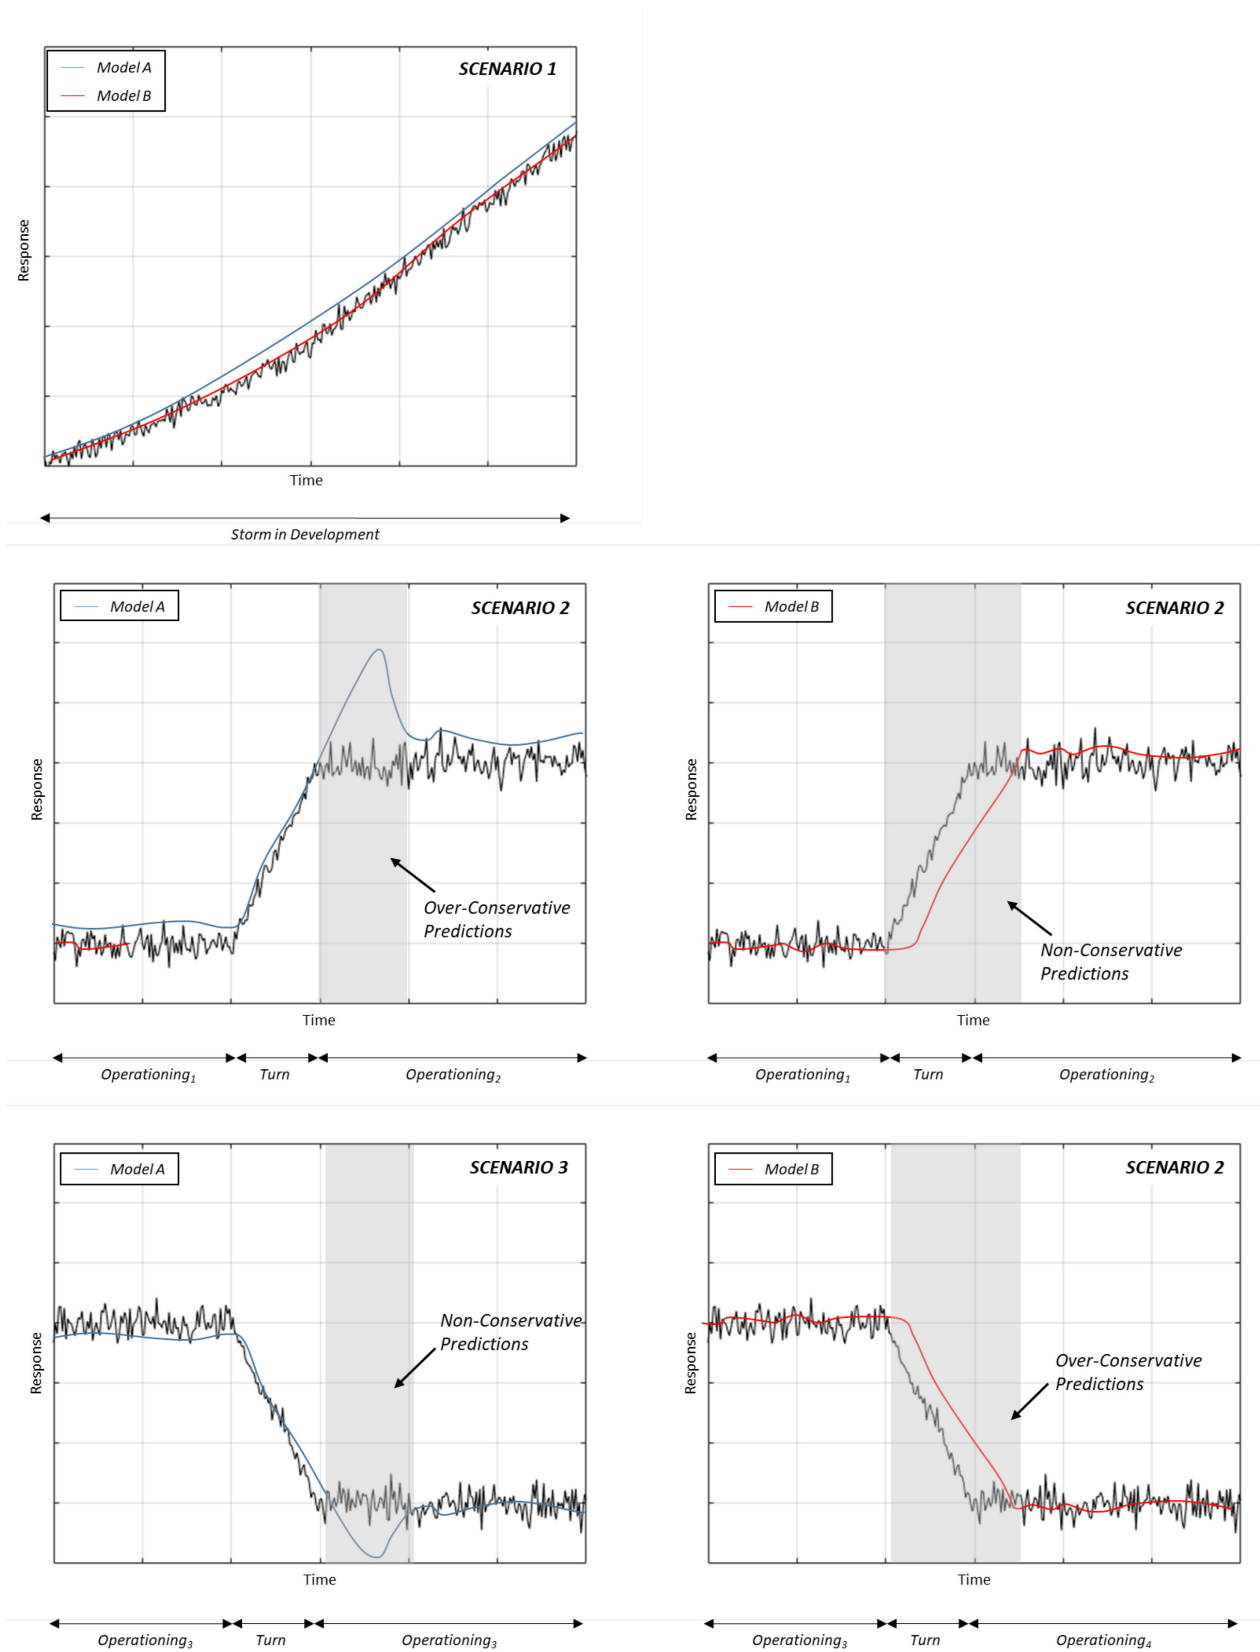 Model A
Model B
SCENARIO 1
Response
Time
Storm in Development
Model A
SCENARIO 2
Response
Over-Conservative
Predictions
Time
Operationing₁
Turn
Operationing₂
Model B
SCENARIO 2
Response
Non-Conservative
Predictions
Time
Operationing₁
Turn
Operationing₂
Model A
SCENARIO 3
Response
Non-Conservative
Predictions
Time
Operationing₃
Turn
Operationing₃
Model B
SCENARIO 2
Response
Over-Conservative
Predictions
Time
Operationing₃
Turn
Operationing₄